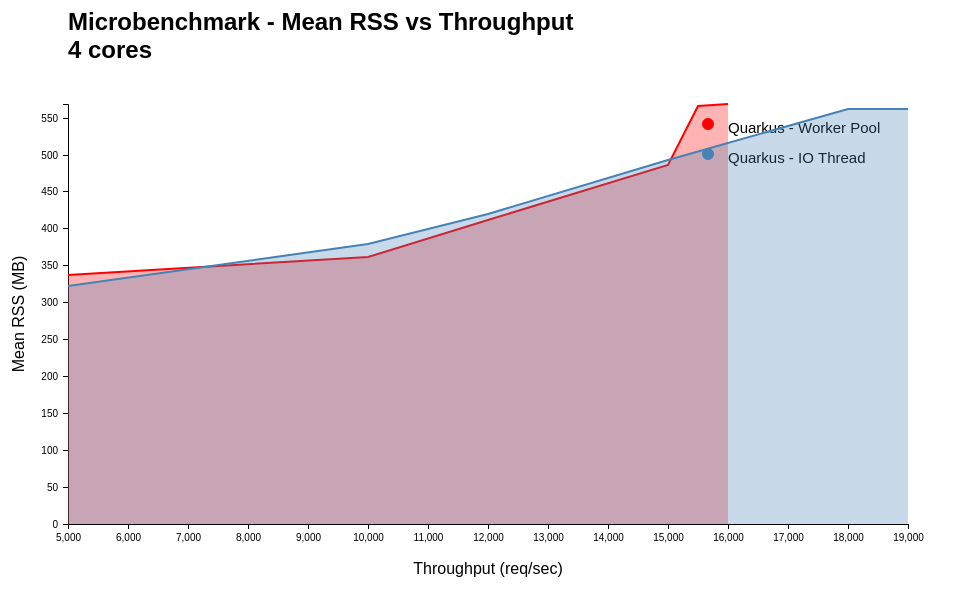 Microbenchmark - Mean RSS vs Throughput
4 cores
550
500
450
400
350
300
250
200
150
100
50
0
Mean RSS (MB)
Quarkus - Worker Pool
Quarkus - IO Thread
5,000 6,000 7,000 8,000 9,000 10,000 11,000 12,000 13,000 14,000 15,000 16,000 17,000 18,000 19,000
Throughput (req/sec)